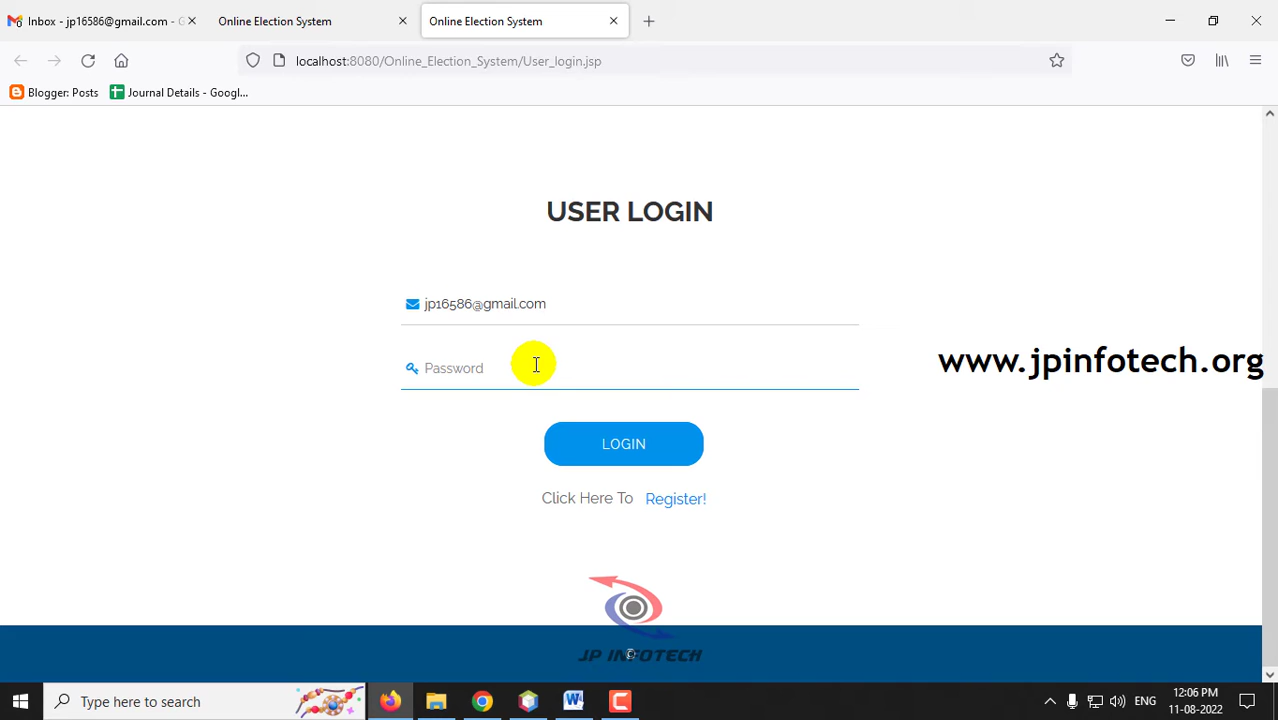 Inbox - jp16586@gmail.com - G
Online Election System
Online Election System
localhost:8080/Online_Election_System/User_login.jsp
Blogger: Posts
Journal Details - Googl...
USER LOGIN
jp16586@gmail.com
Password
www.jpinfotech.org
LOGIN
Click Here To Register!
JP INFOTECH
©
Type here to search
ENG
12:06 PM
11-08-2022